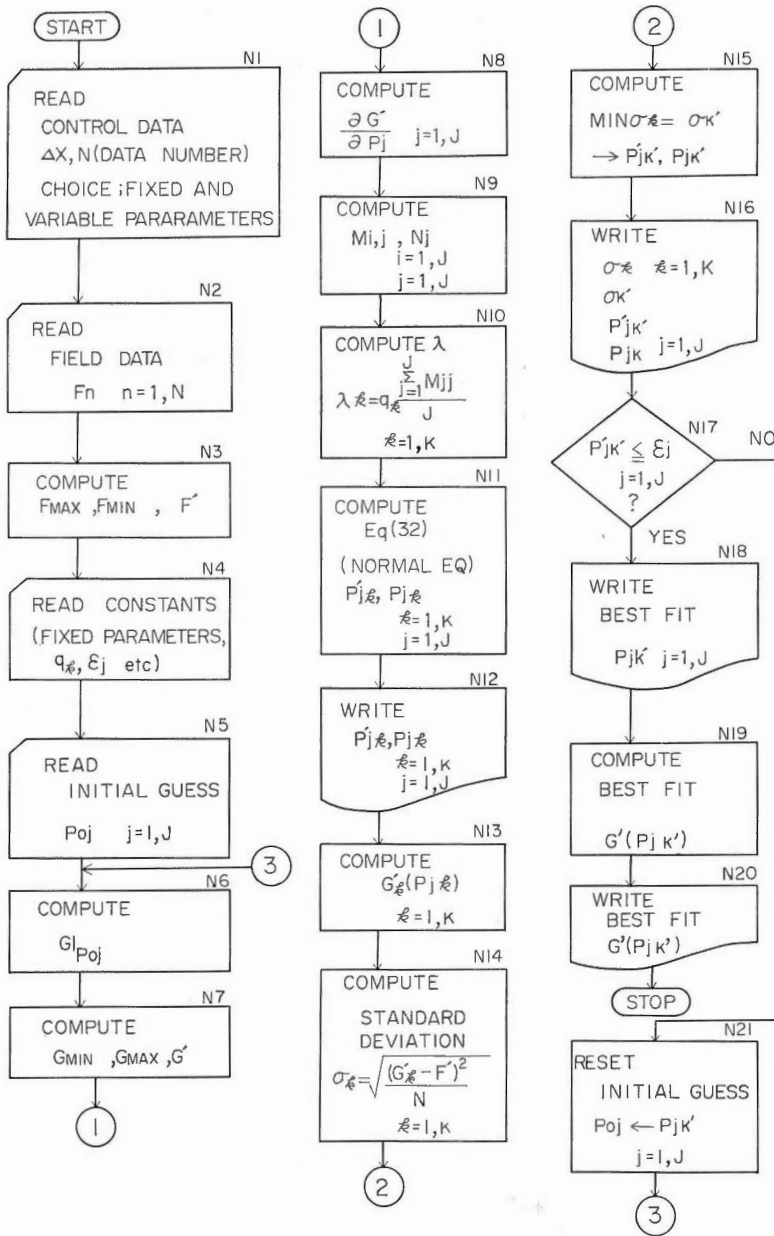 START
N1
READ
CONTROL DATA
ΔX, N(DATA NUMBER)
CHOICE ; FIXED AND
VARIABLE PARARAMETERS
N2
READ
FIELD DATA
Fn n=1, N
N3
COMPUTE
FMAX ,FMIN , F'
N4
READ CONSTANTS
(FIXED PARAMETERS,
qk, εj etc)
N5
READ
INITIAL GUESS
Poj j=1, J
3
N6
COMPUTE
G|Poj
N7
COMPUTE
GMIN ,GMAX ,G'
1
1
N8
COMPUTE
∂G'/∂Pj j=1, J
N9
COMPUTE
Mi,j , Nj
i=1, J
j=1, J
N10
COMPUTE λ
λk=qk Σ(j=1, J) Mjj / J
k=1, K
N11
COMPUTE
Eq(32)
(NORMAL EQ)
P'jk, Pjk
k=1, K
j=1, J
N12
WRITE
P'jk,Pjk
k=1, K
j=1, J
N13
COMPUTE
G'k(Pjk)
k=1, K
N14
COMPUTE
STANDARD
DEVIATION
σk=√((G'k-F')²/N)
k=1, K
2
2
N15
COMPUTE
MINσk= σK'
→ P'jK', PjK'
N16
WRITE
σk k=1, K
σK'
P'jK'
PjK j=1, J
N17
P'jK' ≦ εj
j=1, J
?
NO
YES
N18
WRITE
BEST FIT
PjK' j=1, J
N19
COMPUTE
BEST FIT
G'(PjK')
N20
WRITE
BEST FIT
G'(PjK')
STOP
N21
RESET
INITIAL GUESS
Poj ← PjK'
j=1, J
3